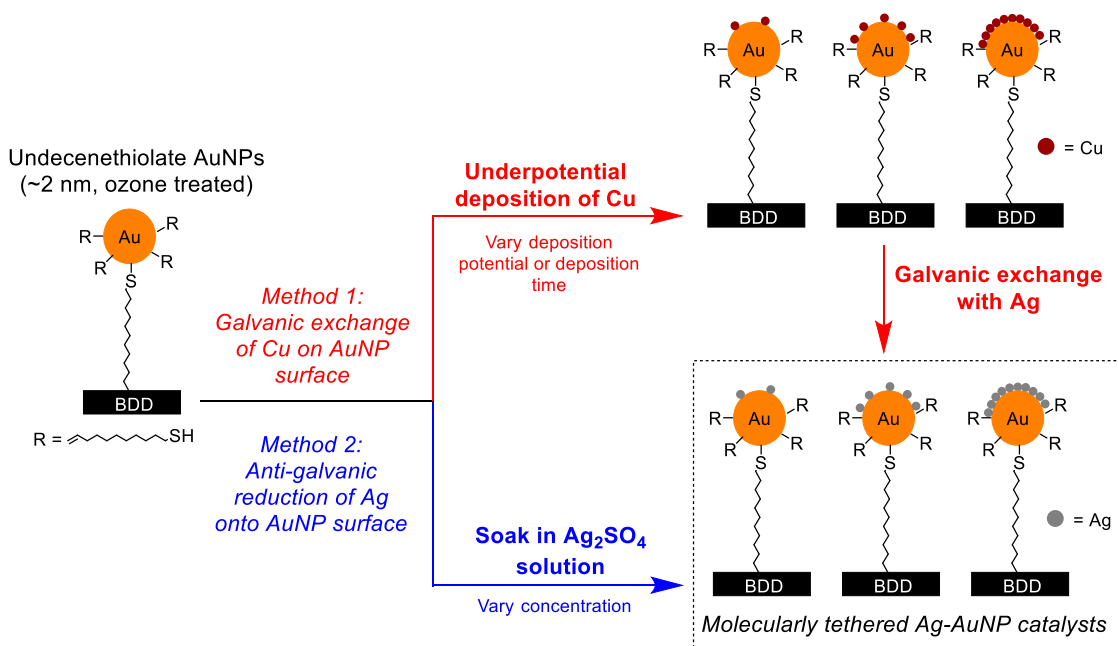 Undecenethiolate AuNPs
(~2 nm, ozone treated)
R
R
Au
R
R
S
BDD
R =
SH
Method 1:
Galvanic exchange
of Cu on AuNP
surface
Method 2:
Anti-galvanic
reduction of Ag
onto AuNP surface
Underpotential
deposition of Cu
Vary deposition
potential or deposition
time
Soak in Ag2SO4
solution
Vary concentration
R
Au
R
R
R
S
BDD
R
Au
R
R
R
S
BDD
R
Au
R
R
R
S
BDD
= Cu
Galvanic exchange
with Ag
R
Au
R
R
R
S
BDD
R
Au
R
R
R
S
BDD
R
Au
R
R
R
S
BDD
= Ag
Molecularly tethered Ag-AuNP catalysts